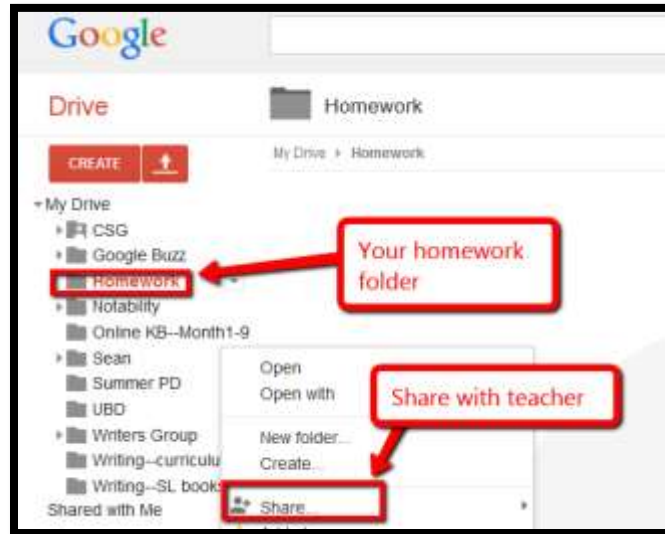 Google
Drive
Homework
CREATE
My Drive ▸ Homework
My Drive
CSG
Google Buzz
Homework
Your homework
folder
Notability
Online KB--Month1-9
Sean
Open
Summer PD
Open with
Share with teacher
UBD
Writers Group
New folder...
Writing--curriculu
Create...
Writing--SL books
Share...
Shared with Me